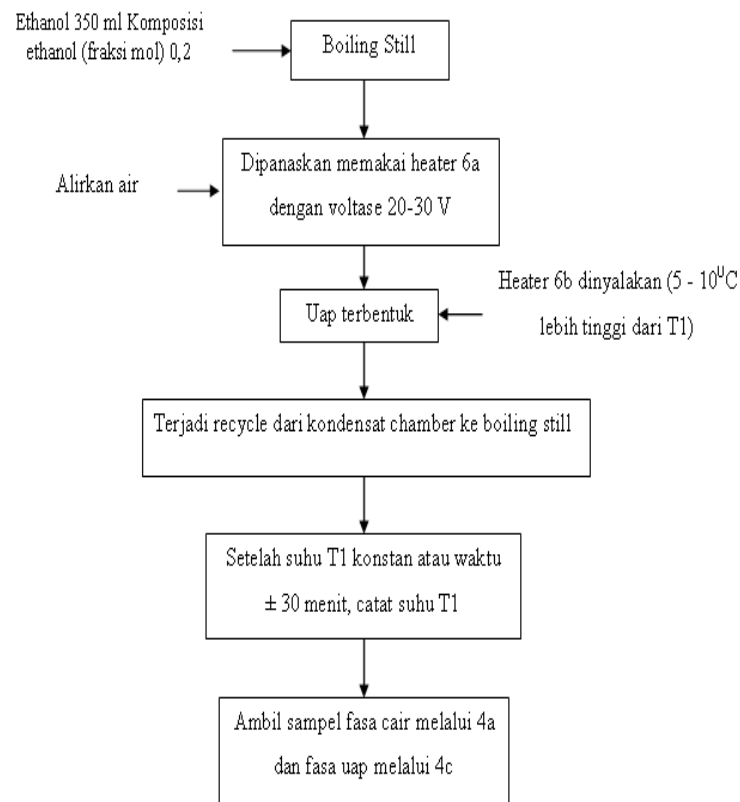 Ethanol 350 ml Komposisi
ethanol (fraksi mol) 0,2
Boiling Still
Dipanaskan memakai heater 6a
dengan voltase 20-30 V
Alirkan air
Uap terbentuk
Heater 6b dinyalakan (5 - 10⁰C
lebih tinggi dari T1)
Terjadi recycle dari kondensat chamber ke boiling still
Setelah suhu T1 konstan atau waktu
± 30 menit, catat suhu T1
Ambil sampel fasa cair melalui 4a
dan fasa uap melalui 4c